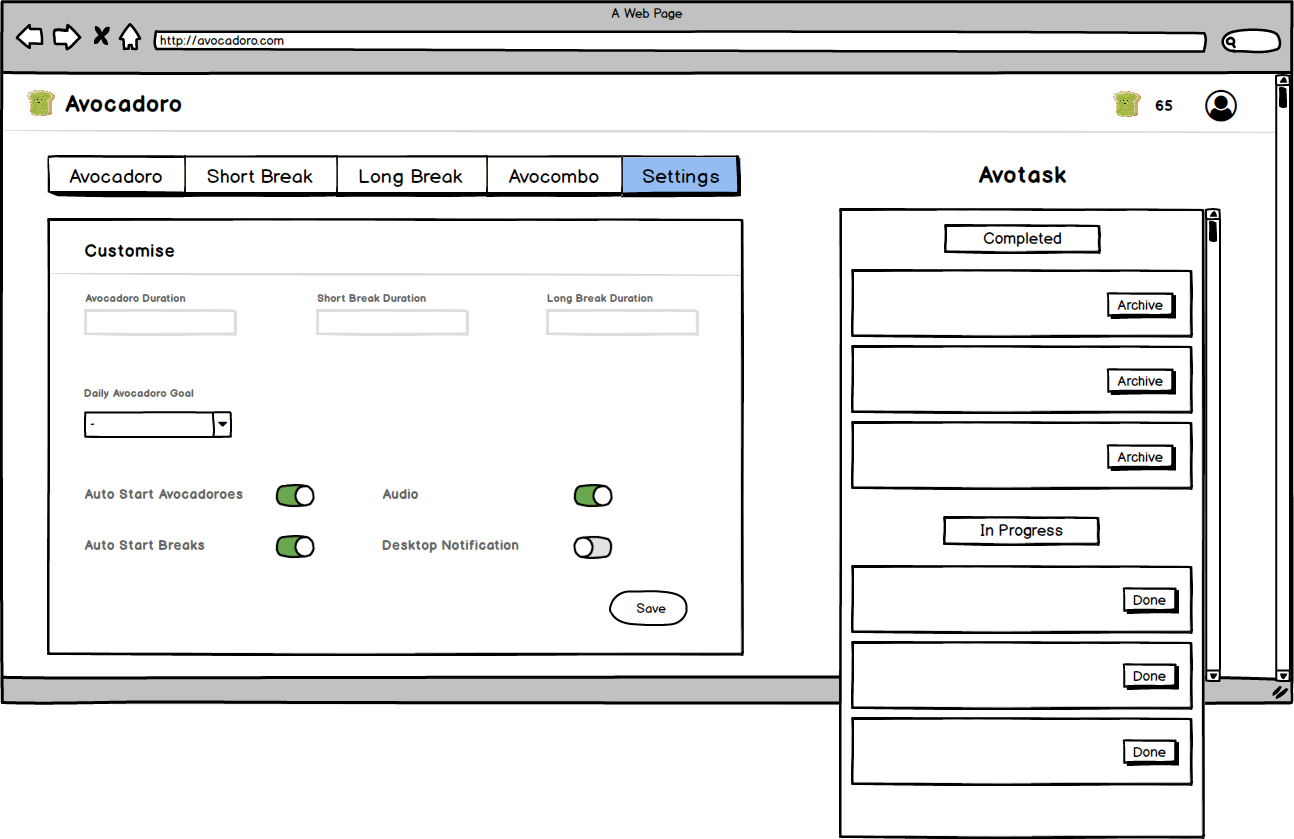 A Web Page
http://avocadoro.com
Avocadoro
65
Avocadoro
Short Break
Long Break
Avocombo
Settings
Customise
Avocadoro Duration
Short Break Duration
Long Break Duration
Daily Avocadoro Goal
-
Auto Start Avocadoroes
Audio
Auto Start Breaks
Desktop Notification
Save
Avotask
Completed
Archive
Archive
Archive
In Progress
Done
Done
Done